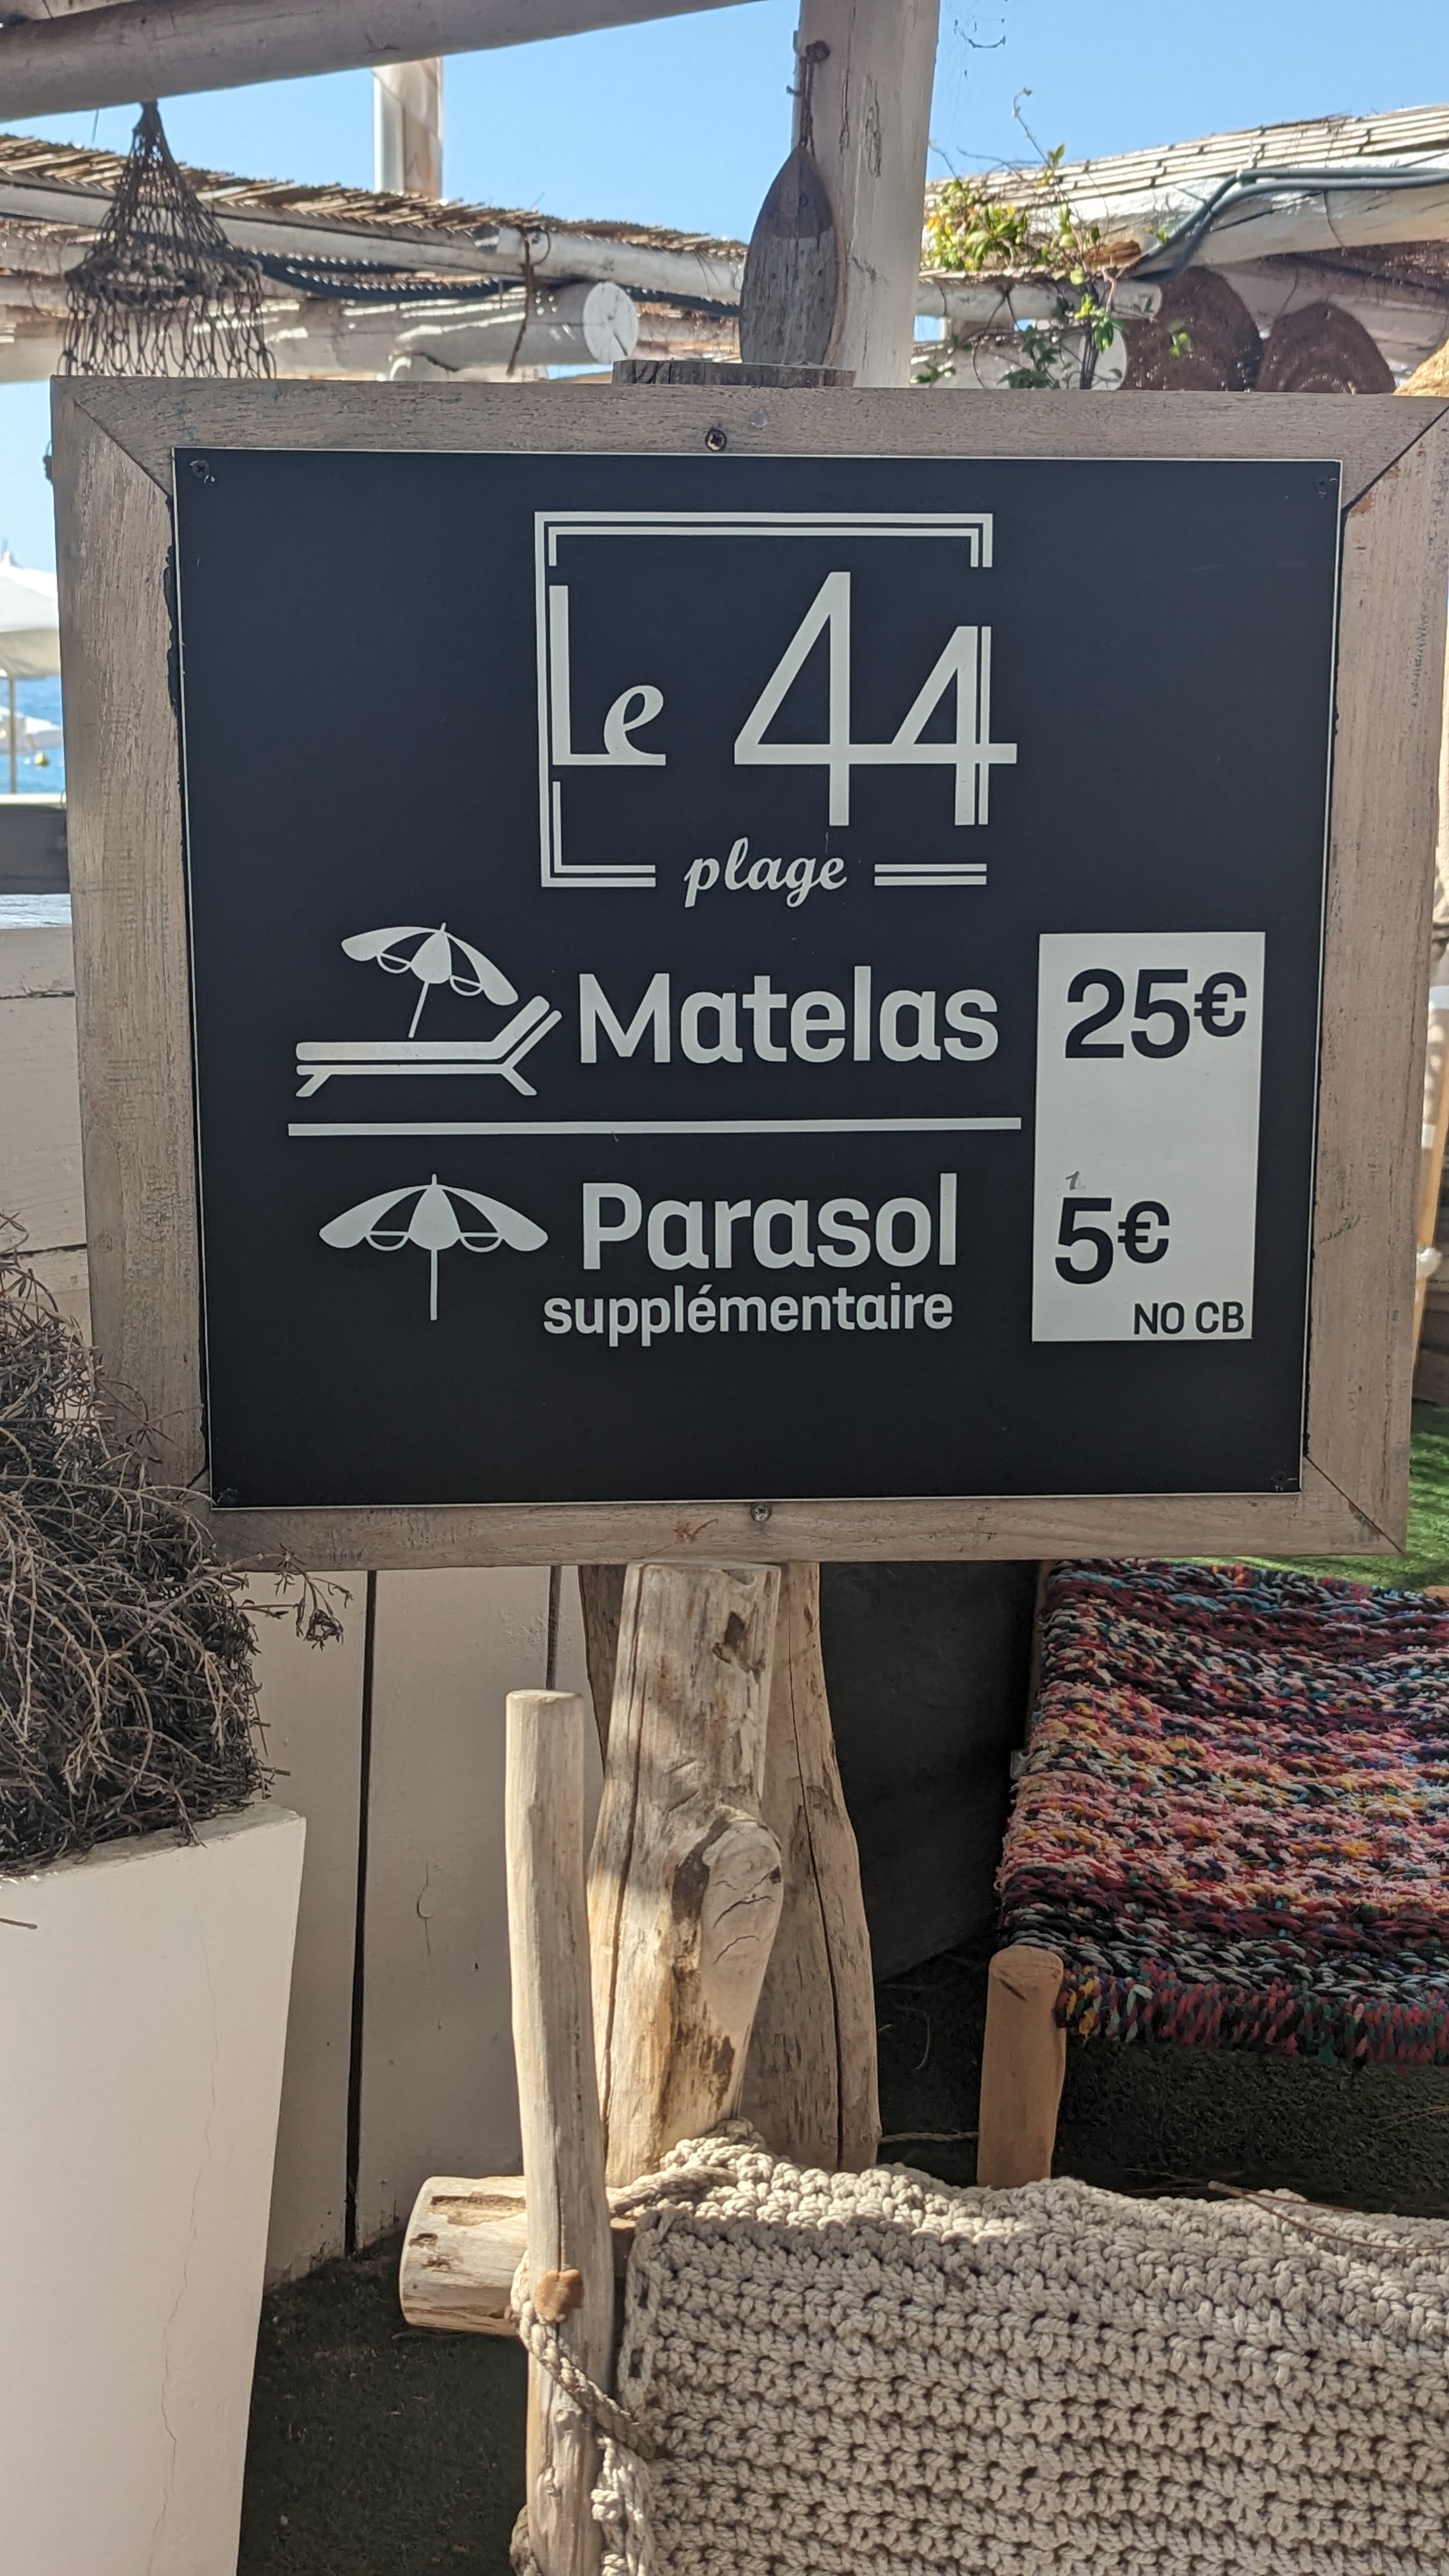 Le 44
plage
Matelas 25€
Parasol 5€
supplémentaire NO CB